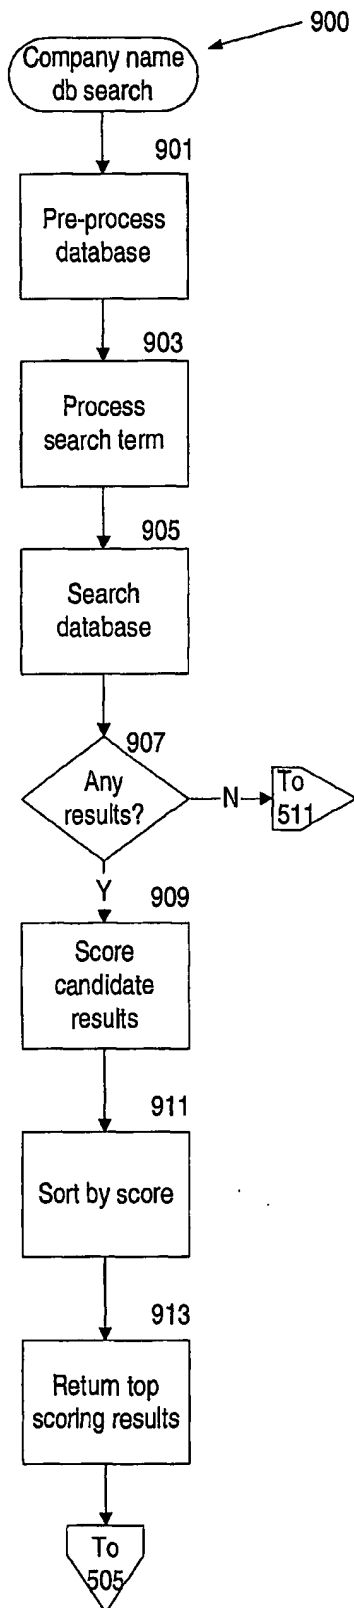 900
Company name
db search
901
Pre-process
database
903
Process
search term
905
Search
database
907
Any
results?
N
To
511
Y
909
Score
candidate
results
911
Sort by score
913
Return top
scoring results
To
505